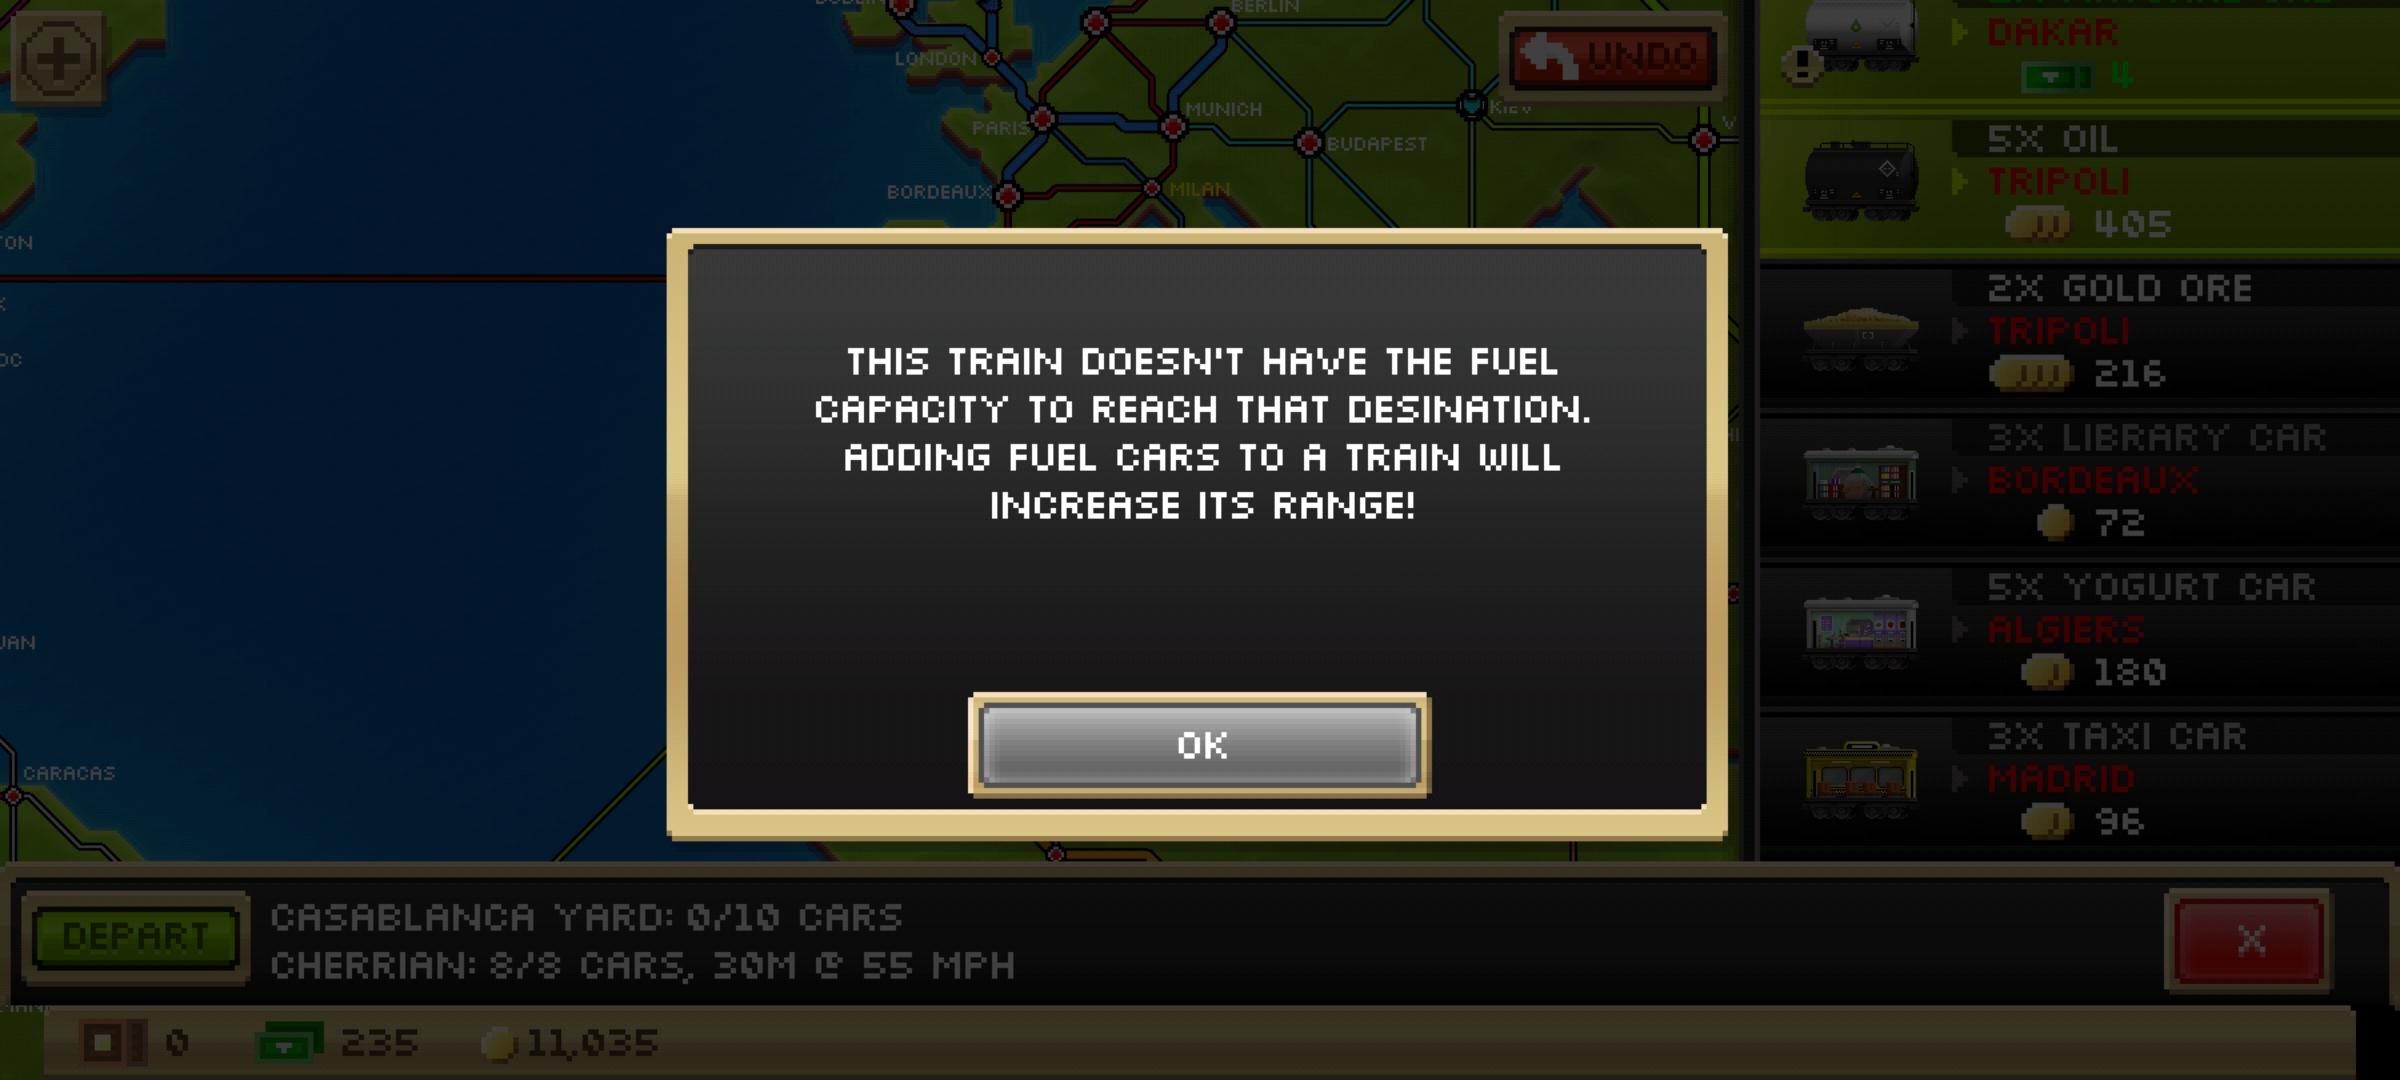 BERLIN
LONDON
UNDO
DAKAR
4
PARIS
MUNICH
KIEV
BUDAPEST
5X OIL
TRIPOLI
405
BORDEAUX
MILAN
2X GOLD ORE
TRIPOLI
216
THIS TRAIN DOESN'T HAVE THE FUEL
CAPACITY TO REACH THAT DESINATION.
ADDING FUEL CARS TO A TRAIN WILL
INCREASE ITS RANGE!
OK
3X LIBRARY CAR
BORDEAUX
72
5X YOGURT CAR
ALGIERS
180
3X TAXI CAR
MADRID
96
CARACAS
DEPART
CASABLANCA YARD: 0/10 CARS
CHERRIAN: 8/8 CARS, 30M @ 55 MPH
X
0
235
11,035